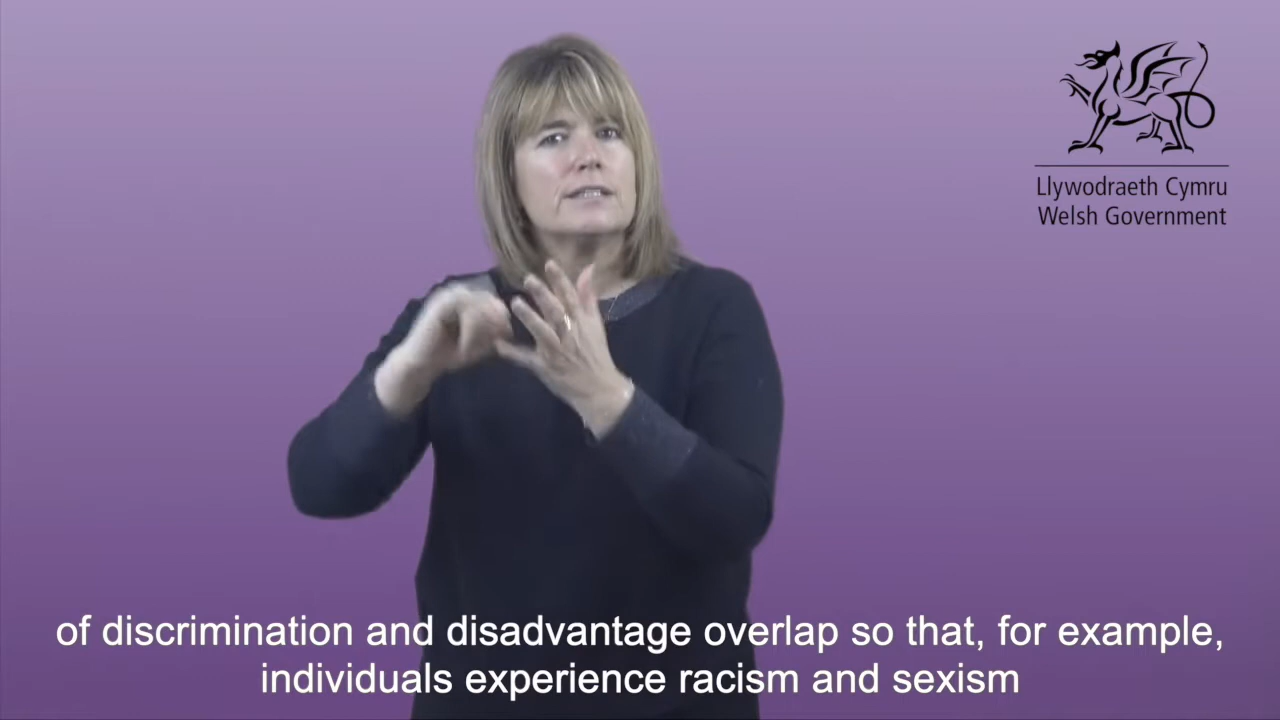 Llywodraeth Cymru
Welsh Government
of discrimination and disadvantage overlap so that, for example,
individuals experience racism and sexism